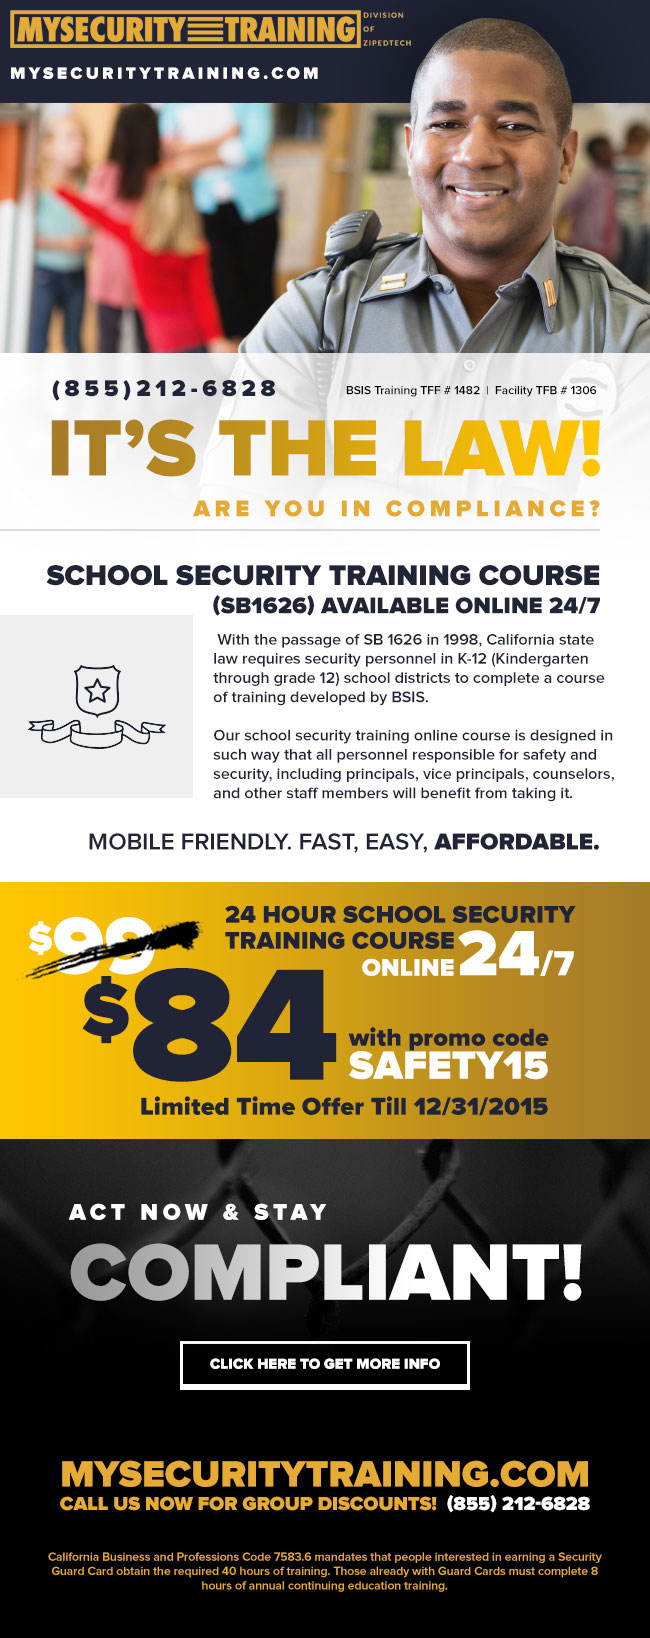 MYSECURITY TRAINING
DIVISION
OF
ZIPEDTECH
MYSECURITYTRAINING.COM
(855)212-6828
BSIS Training TFF # 1482 | Facility TFB # 1306
IT'S THE LAW!
ARE YOU IN COMPLIANCE?
SCHOOL SECURITY TRAINING COURSE
(SB1626) AVAILABLE ONLINE 24/7
With the passage of SB 1626 in 1998, California state
law requires security personnel in K-12 (Kindergarten
through grade 12) school districts to complete a course
of training developed by BSIS.
Our school security training online course is designed in
such way that all personnel responsible for safety and
security, including principals, vice principals, counselors,
and other staff members will benefit from taking it.
MOBILE FRIENDLY. FAST, EASY, AFFORDABLE.
$99
24 HOUR SCHOOL SECURITY
TRAINING COURSE
ONLINE 24/7
$84
with promo code
SAFETY15
Limited Time Offer Till 12/31/2015
ACT NOW & STAY
COMPLIANT!
CLICK HERE TO GET MORE INFO
MYSECURITYTRAINING.COM
CALL US NOW FOR GROUP DISCOUNTS! (855) 212-6828
California Business and Professions Code 7583.6 mandates that people interested in earning a Security
Guard Card obtain the required 40 hours of training. Those already with Guard Cards must complete 8
hours of annual continuing education training.